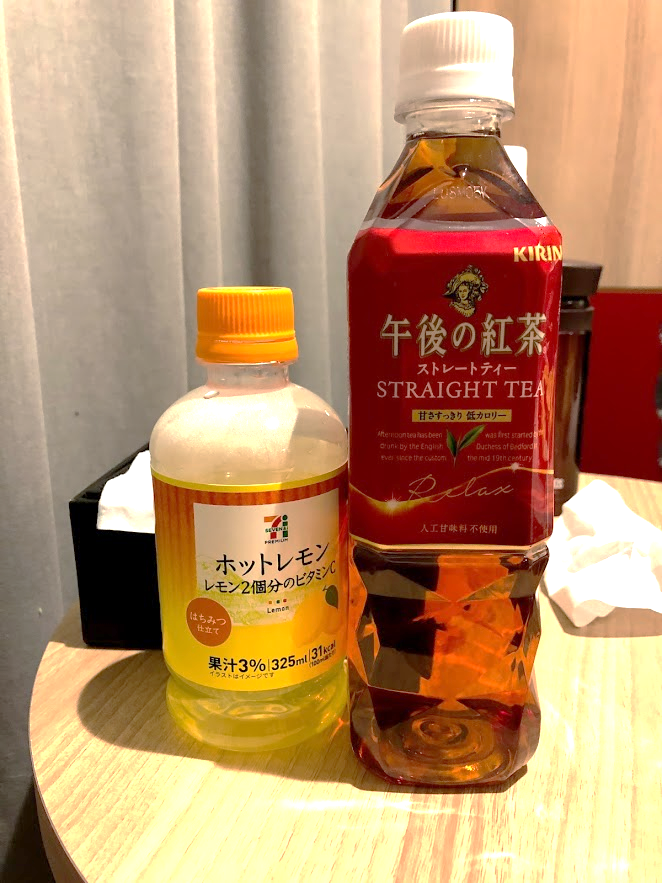 SEVEN&i
PREMIUM
ホットレモン
レモン2個分のビタミンC
Lemon
はちみつ
仕立て
果汁3%|325ml|31kcal
イラストはイメージです
KIRIN
午後の紅茶
ストレートティー
STRAIGHT TEA
甘さすっきり 低カロリー
Afternoon tea has been
drunk by the English
ever since the custom
was first started by
Duchess of Bedford in
the mid 19th century.
Relax
人工甘味料不使用